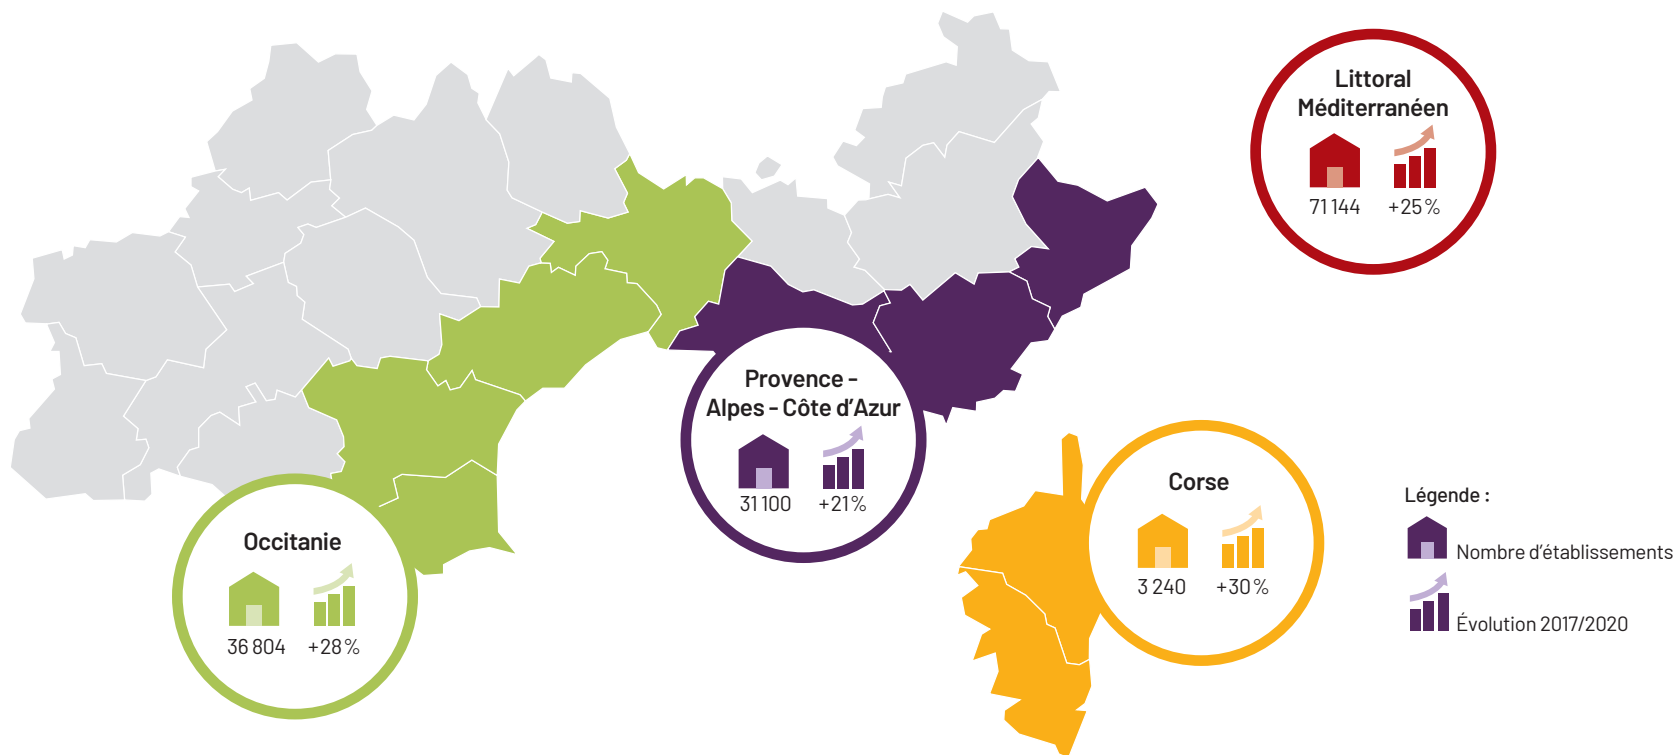 Littoral
Méditerranéen
71 144
+25 %
Provence -
Alpes - Côte d’Azur
31 100
+21 %
Corse
3 240
+30 %
Occitanie
36 804
+28 %
Légende :
Nombre d’établissements
Évolution 2017/2020